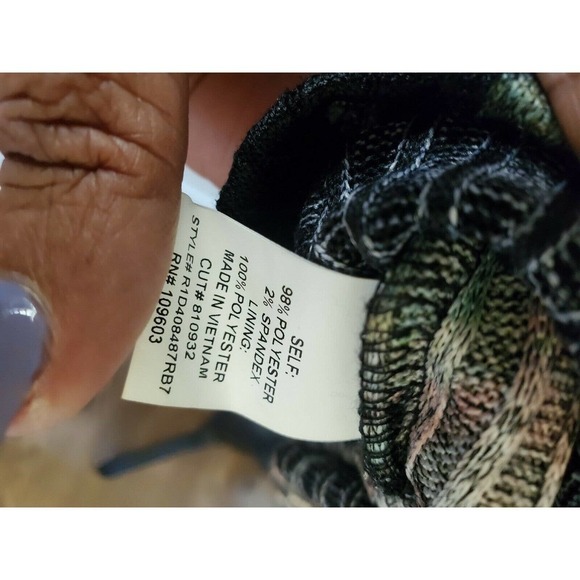 SELF:
98% POLYESTER
2% SPANDEX
LINING:
100% POLYESTER
MADE IN VIETNAM
CUT# 810932
STYLE# R1D408487RB7
RN# 109603